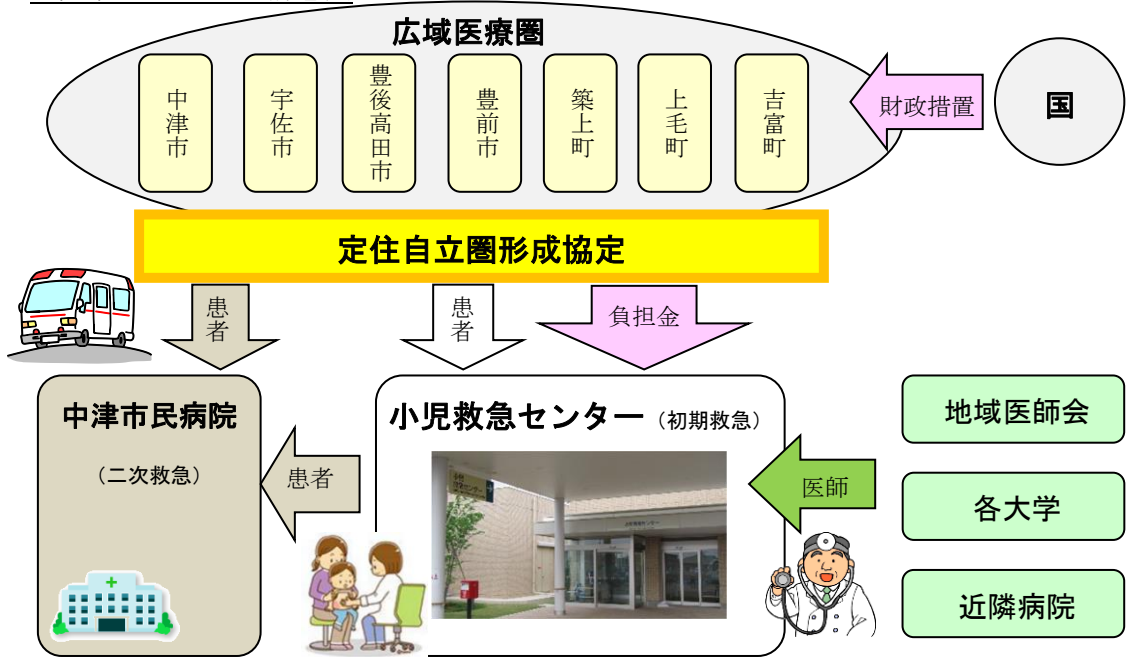 広域医療圏
中津市
宇佐市
豊後高田市
豊前市
築上町
上毛町
吉富町
財政措置
国
定住自立圏形成協定
患者
患者
負担金
中津市民病院
(二次救急)
患者
小児救急センター(初期救急)
医師
地域医師会
各大学
近隣病院